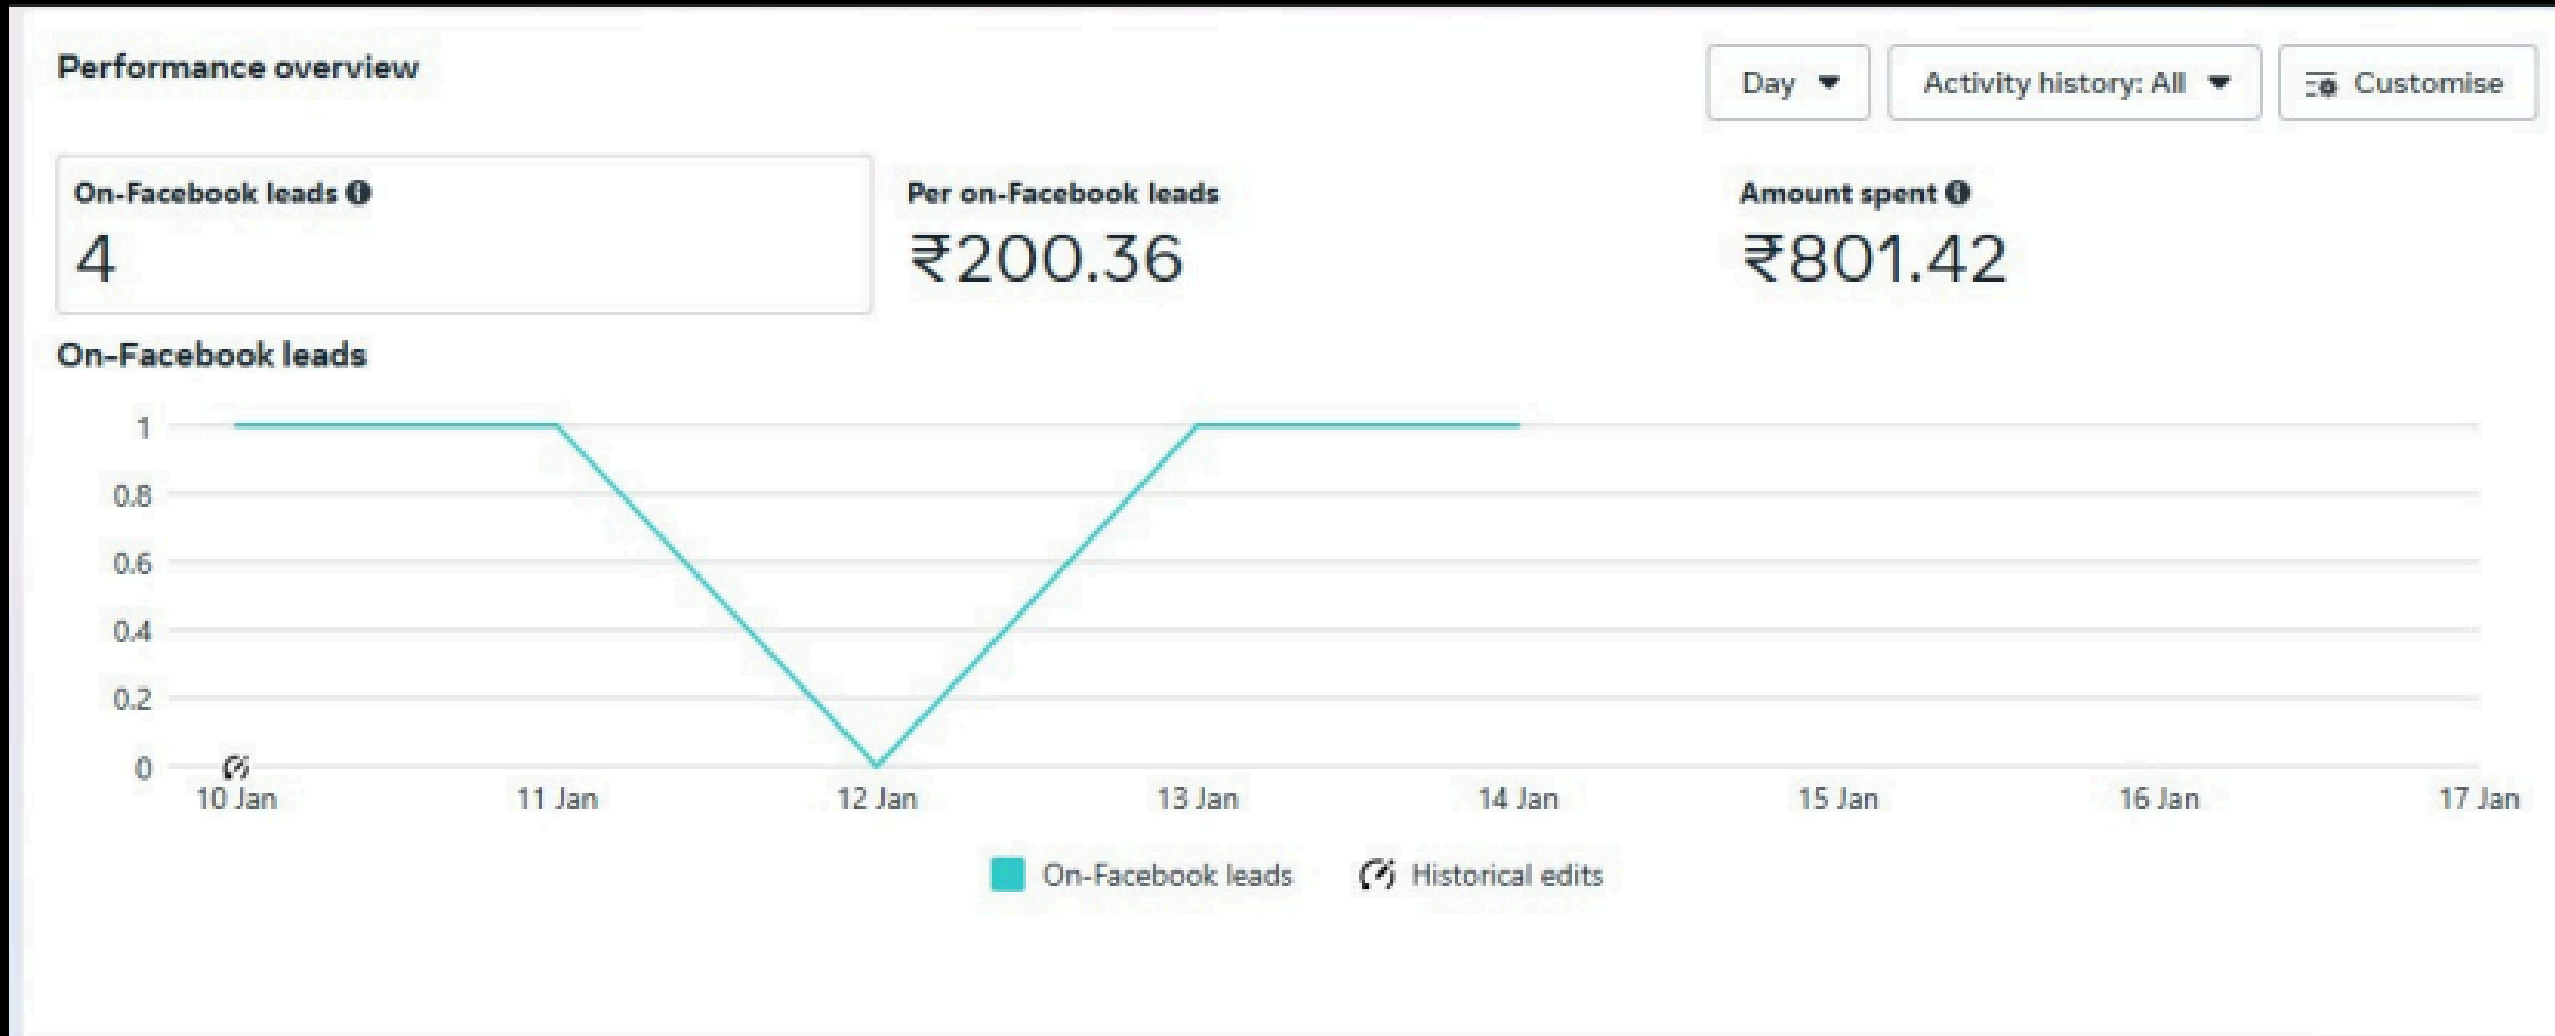 Performance overview
Day
Activity history: All
Customise
On-Facebook leads
4
Per on-Facebook leads
₹200.36
Amount spent
₹801.42
On-Facebook leads
1
0.8
0.6
0.4
0.2
0
10 Jan 11 Jan 12 Jan 13 Jan 14 Jan 15 Jan 16 Jan 17 Jan
On-Facebook leads Historical edits